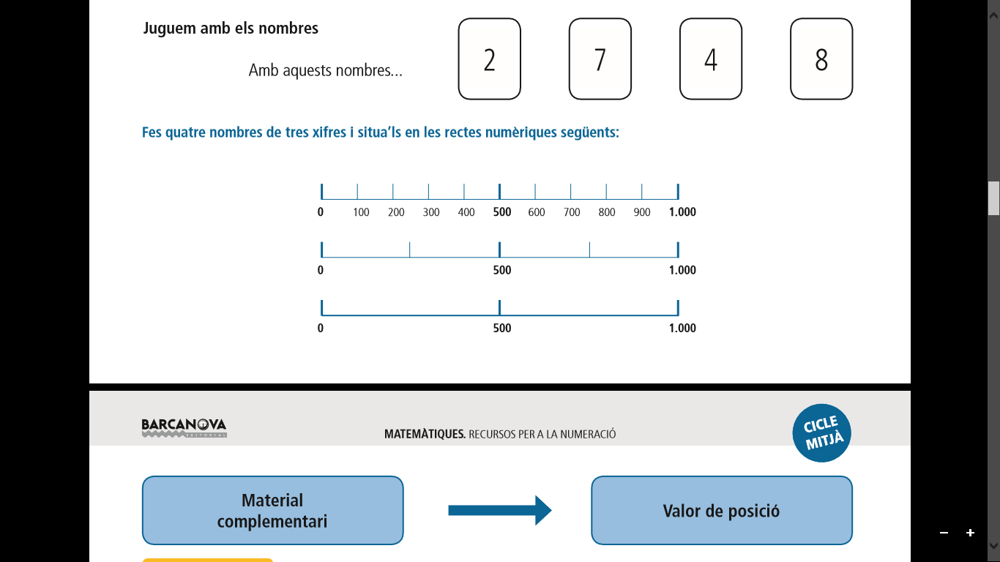 Juguem amb els nombres
2 7 4 8
Amb aquests nombres...
Fes quatre nombres de tres xifres i situa’ls en les rectes numèriques següents:
0 100 200 300 400 500 600 700 800 900 1.000
0 500 1.000
0 500 1.000
BARCANOVA
EDITORIAL
MATEMÀTIQUES. RECURSOS PER A LA NUMERACIÓ
CICLE
MITJÀ
Material
complementari
Valor de posició